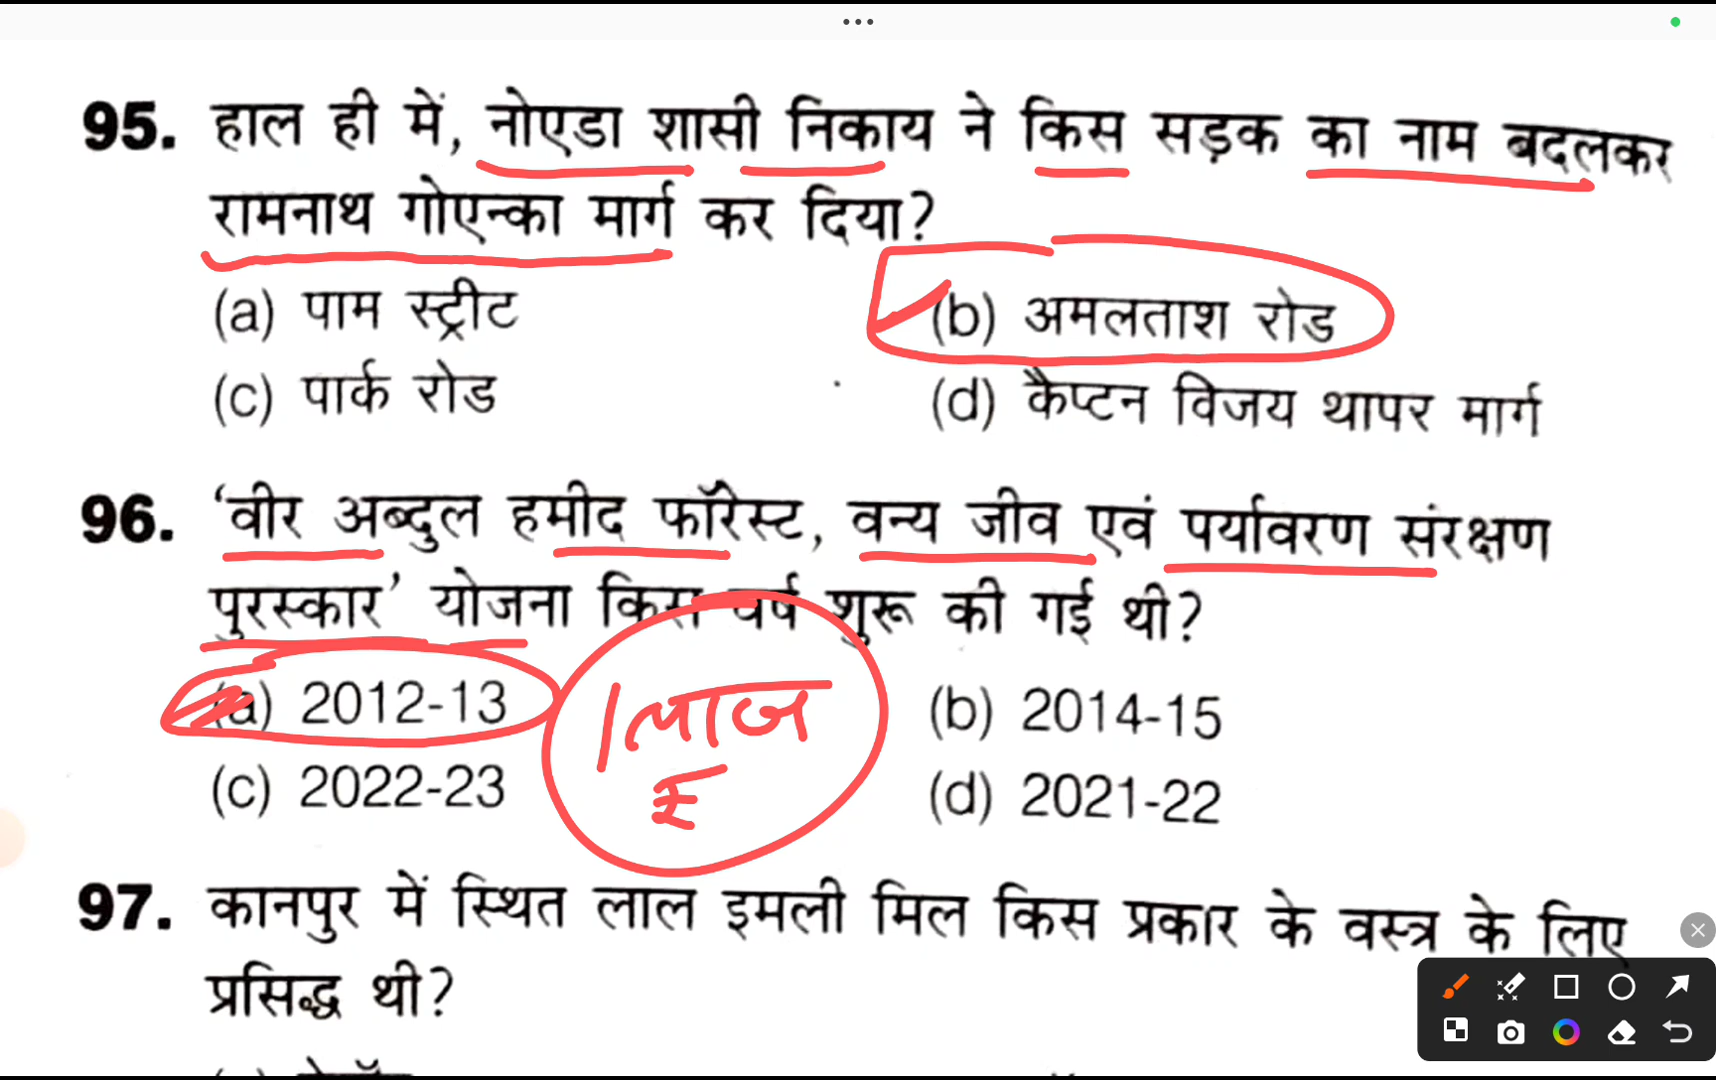 95. हाल ही में, नोएडा शासी निकाय ने किस सड़क का नाम बदलकर
रामनाथ गोएन्का मार्ग कर दिया?
(a) पाम स्ट्रीट (b) अमलताश रोड
(c) पार्क रोड (d) कैप्टन विजय थापर मार्ग
96. ‘वीर अब्दुल हमीद फॉरेस्ट, वन्य जीव एवं पर्यावरण संरक्षण
पुरस्कार’ योजना किस वर्ष शुरू की गई थी?
(a) 2012-13 (b) 2014-15
1लाख
₹
(c) 2022-23 (d) 2021-22
97. कानपुर में स्थित लाल इमली मिल किस प्रकार के वस्त्र के लिए
प्रसिद्ध थी?